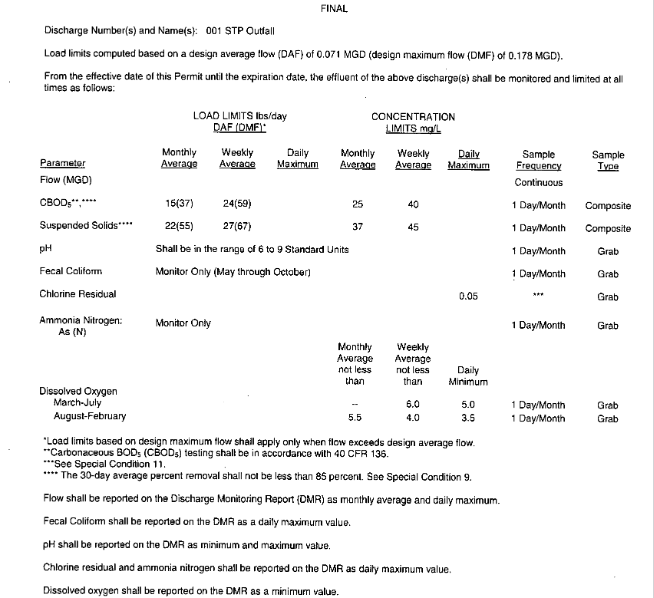 FINAL
Discharge Number(s) and Name(s): 001 STP Outfall
Load limits computed based on a design average flow (DAF) of 0.071 MGD (design maximum flow (DMF) of 0.178 MGD).
From the effective date of this Permit until the expiration date, the effluent of the above discharge(s) shall be monitored and limited at all
times as follows:
LOAD LIMITS lbs/day CONCENTRATION
DAF (DMF)* LIMITS mg/L
Monthly Weekly Daily Monthly Weekly Daily Sample Sample
Parameter Average Average Maximum Average Average Maximum Frequency Type
Flow (MGD) Continuous
CBOD₅**,**** 15(37) 24(59) 25 40 1 Day/Month Composite
Suspended Solids**** 22(55) 27(67) 37 45 1 Day/Month Composite
pH Shall be in the range of 6 to 9 Standard Units 1 Day/Month Grab
Fecal Coliform Monitor Only (May through October) 1 Day/Month Grab
Chlorine Residual 0.05 *** Grab
Ammonia Nitrogen: Monitor Only 1 Day/Month Grab
As (N)
Monthly Weekly
Average Average
not less not less Daily
than than Minimum
Dissolved Oxygen
March-July -- 6.0 5.0 1 Day/Month Grab
August-February 5.5 4.0 3.5 1 Day/Month Grab
*Load limits based on design maximum flow shall apply only when flow exceeds design average flow.
**Carbonaceous BOD₅ (CBOD₅) testing shall be in accordance with 40 CFR 136.
***See Special Condition 11.
**** The 30-day average percent removal shall not be less than 85 percent. See Special Condition 9.
Flow shall be reported on the Discharge Monitoring Report (DMR) as monthly average and daily maximum.
Fecal Coliform shall be reported on the DMR as a daily maximum value.
pH shall be reported on the DMR as minimum and maximum value.
Chlorine residual and ammonia nitrogen shall be reported on the DMR as daily maximum value.
Dissolved oxygen shall be reported on the DMR as a minimum value.